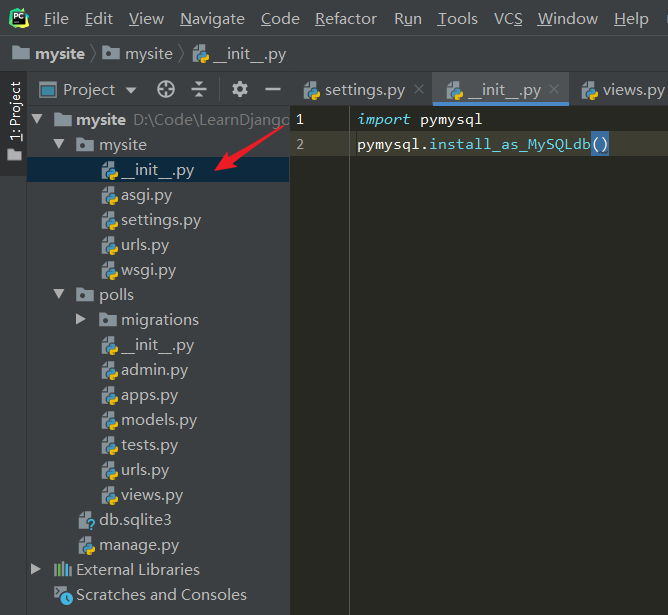 PC File Edit View Navigate Code Refactor Run Tools VCS Window Help
mysite mysite __init__.py
1: Project
Project settings.py __init__.py views.py
mysite D:\Code\LearnDjango
mysite
__init__.py
asgi.py
settings.py
urls.py
wsgi.py
polls
migrations
__init__.py
admin.py
apps.py
models.py
tests.py
urls.py
views.py
db.sqlite3
manage.py
External Libraries
Scratches and Consoles
1 import pymysql
2 pymysql.install_as_MySQLdb()